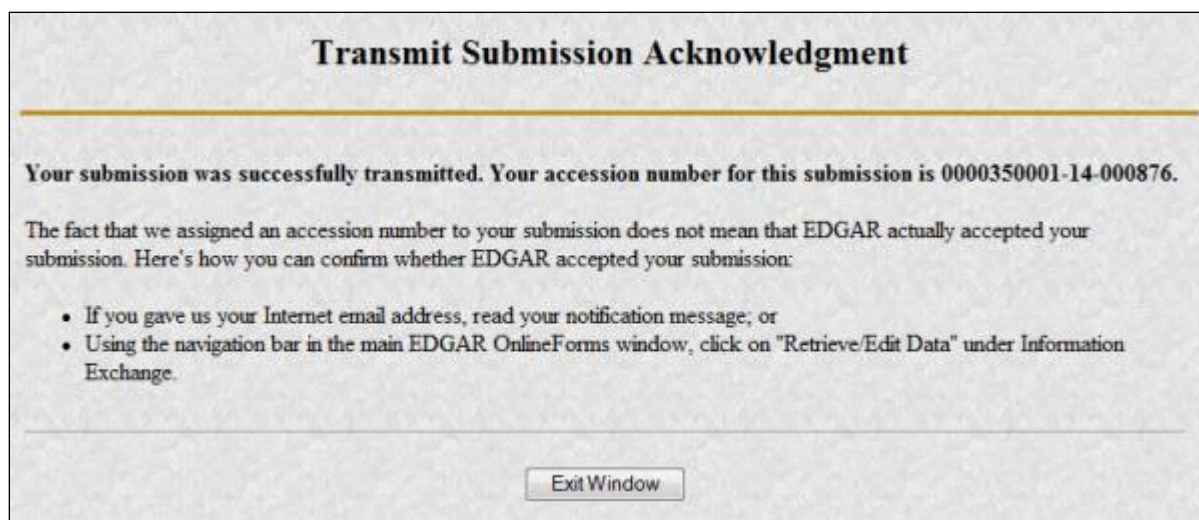 Transmit Submission Acknowledgment
Your submission was successfully transmitted. Your accession number for this submission is 0000350001-14-000876.
The fact that we assigned an accession number to your submission does not mean that EDGAR actually accepted your
submission. Here's how you can confirm whether EDGAR accepted your submission:
• If you gave us your Internet email address, read your notification message; or
• Using the navigation bar in the main EDGAR OnlineForms window, click on "Retrieve/Edit Data" under Information
Exchange.
Exit Window